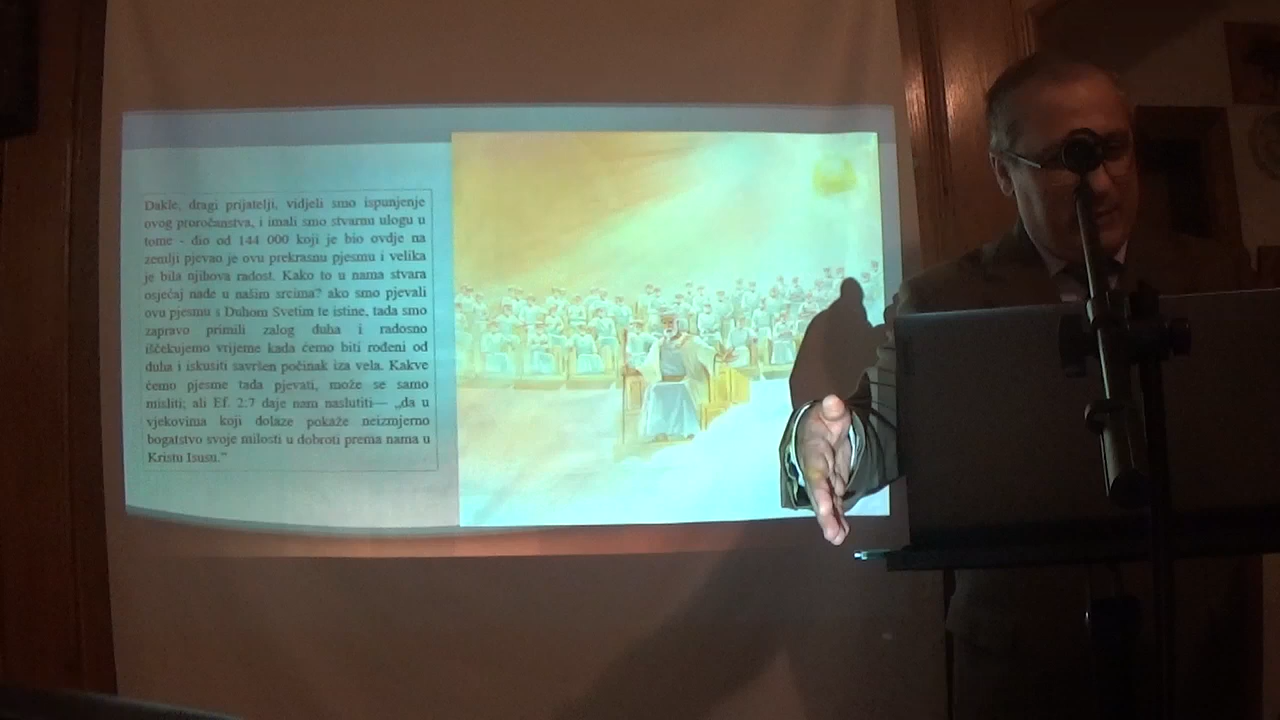 Dakle, dragi prijatelji, vidjeli smo ispunjenje
ovog proročanstva, i imali smo stvarnu ulogu u
tome - dio od 144 000 koji je bio ovdje na
zemlji pjevao je ovu prekrasnu pjesmu i velika
je bila njihova radost. Kako to u nama stvara
osjećaj nade u našim srcima? ako smo pjevali
ovu pjesmu s Duhom Svetim te istine, tada smo
zapravo primili zalog duha i radosno
iščekujemo vrijeme kada ćemo biti rođeni od
duha i iskusiti savršen počinak iza vela. Kakve
ćemo pjesme tada pjevati, može se samo
misliti; ali Ef. 2:7 daje nam naslutiti— „da u
vjekovima koji dolaze pokaže neizmjerno
bogatstvo svoje milosti u dobroti prema nama u
Kristu Isusu.”